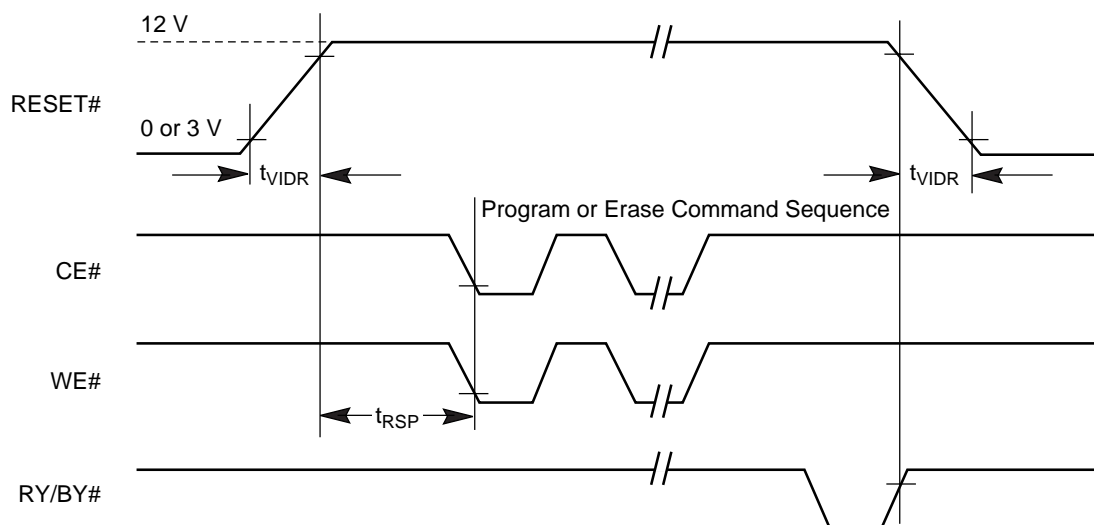 12 V
RESET#
0 or 3 V
tVIDR
tVIDR
Program or Erase Command Sequence
CE#
WE#
tRSP
RY/BY#